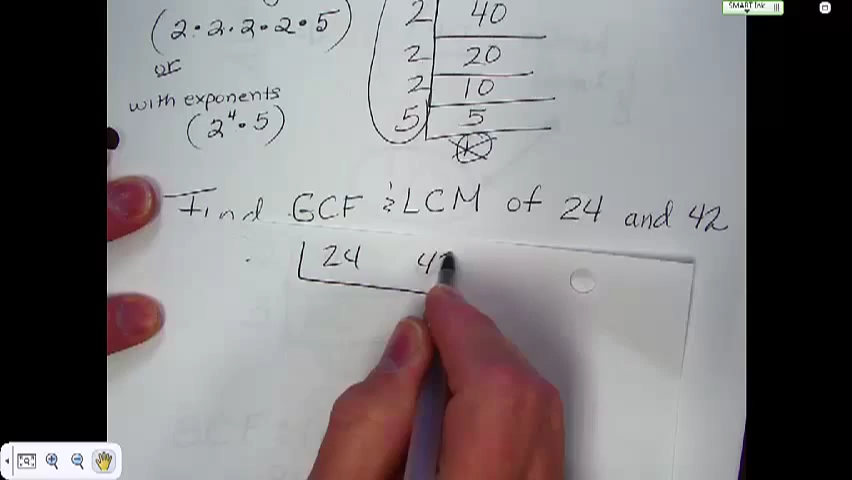 (2·2·2·2·5)
or
with exponents
(2⁴·5)
2 40
2 20
2 10
5 5
Find GCF & LCM of 24 and 42
24 42
SMART Ink